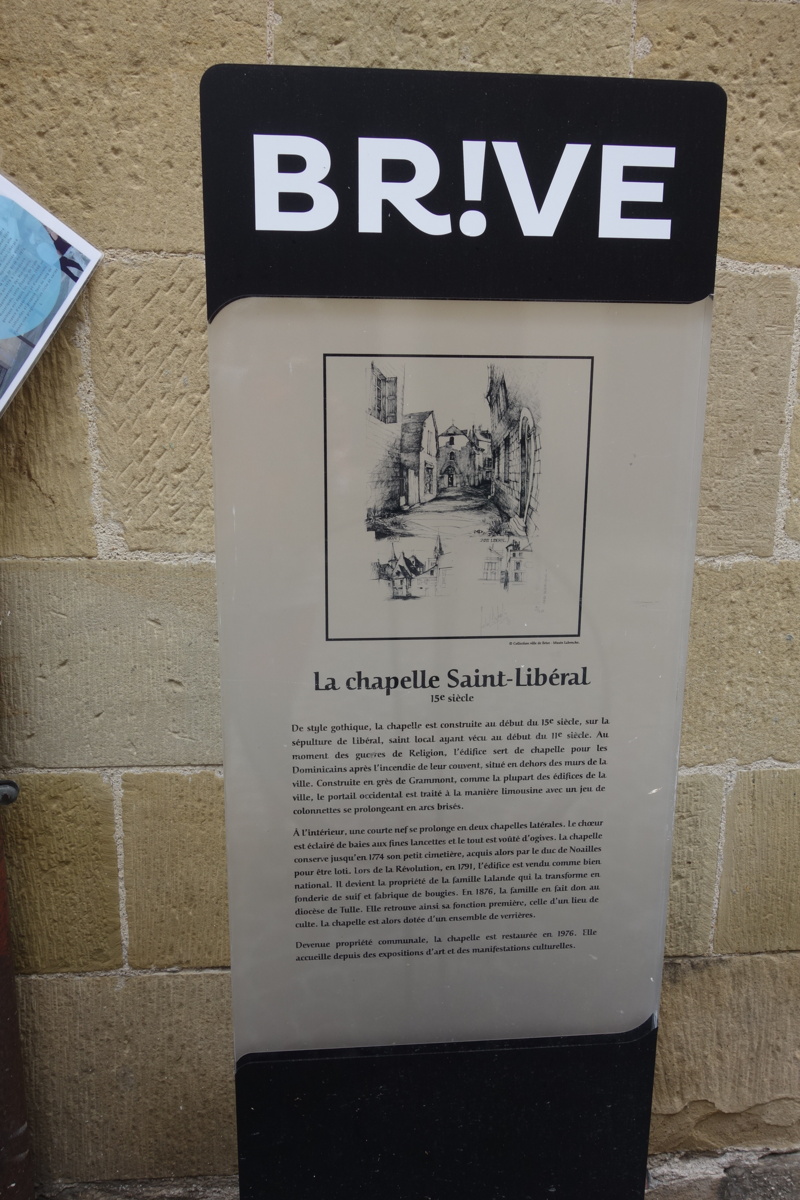 BR!VE
La chapelle Saint-Libéral
15e siècle
De style gothique, la chapelle est construite au début du 15e siècle, sur la
sépulture de Libéral, saint local ayant vécu au début du 11e siècle. Au
moment des guerres de Religion, l'édifice sert de chapelle pour les
Dominicains après l'incendie de leur couvent, situé en dehors des murs de la
ville. Construite en grès de Grammont, comme la plupart des édifices de la
ville, le portail occidental est traité à la manière limousine avec un jeu de
colonnettes se prolongeant en arcs brisés.
À l'intérieur, une courte nef se prolonge en deux chapelles latérales. Le chœur
est éclairé de baies aux fines lancettes et le tout est voûté d'ogives. La chapelle
conserve jusqu'en 1774 son petit cimetière, acquis alors par le duc de Noailles
pour être loti. Lors de la Révolution, en 1791, l'édifice est vendu comme bien
national. Il devient la propriété de la famille Lalande qui la transforme en
fonderie de suif et fabrique de bougies. En 1876, la famille en fait don au
diocèse de Tulle. Elle retrouve ainsi sa fonction première, celle d'un lieu de
culte. La chapelle est alors dotée d'un ensemble de verrières.
Devenue propriété communale, la chapelle est restaurée en 1976. Elle
accueille depuis des expositions d'art et des manifestations culturelles.